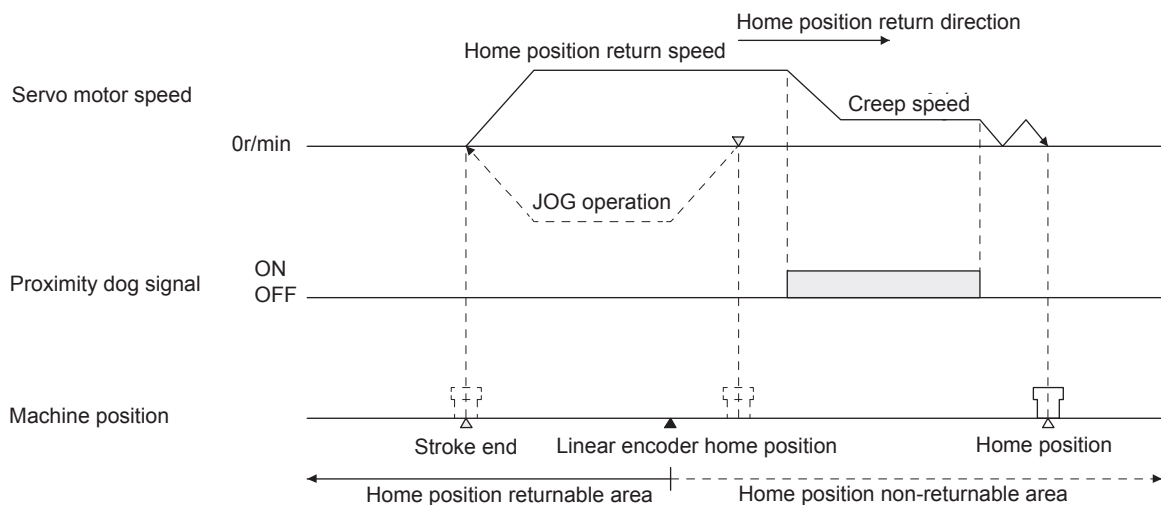 Home position return direction
Home position return speed
Servo motor speed
Creep speed
0r/min
JOG operation
ON
Proximity dog signal
OFF
Machine position
Stroke end
Linear encoder home position
Home position
Home position returnable area
Home position non-returnable area